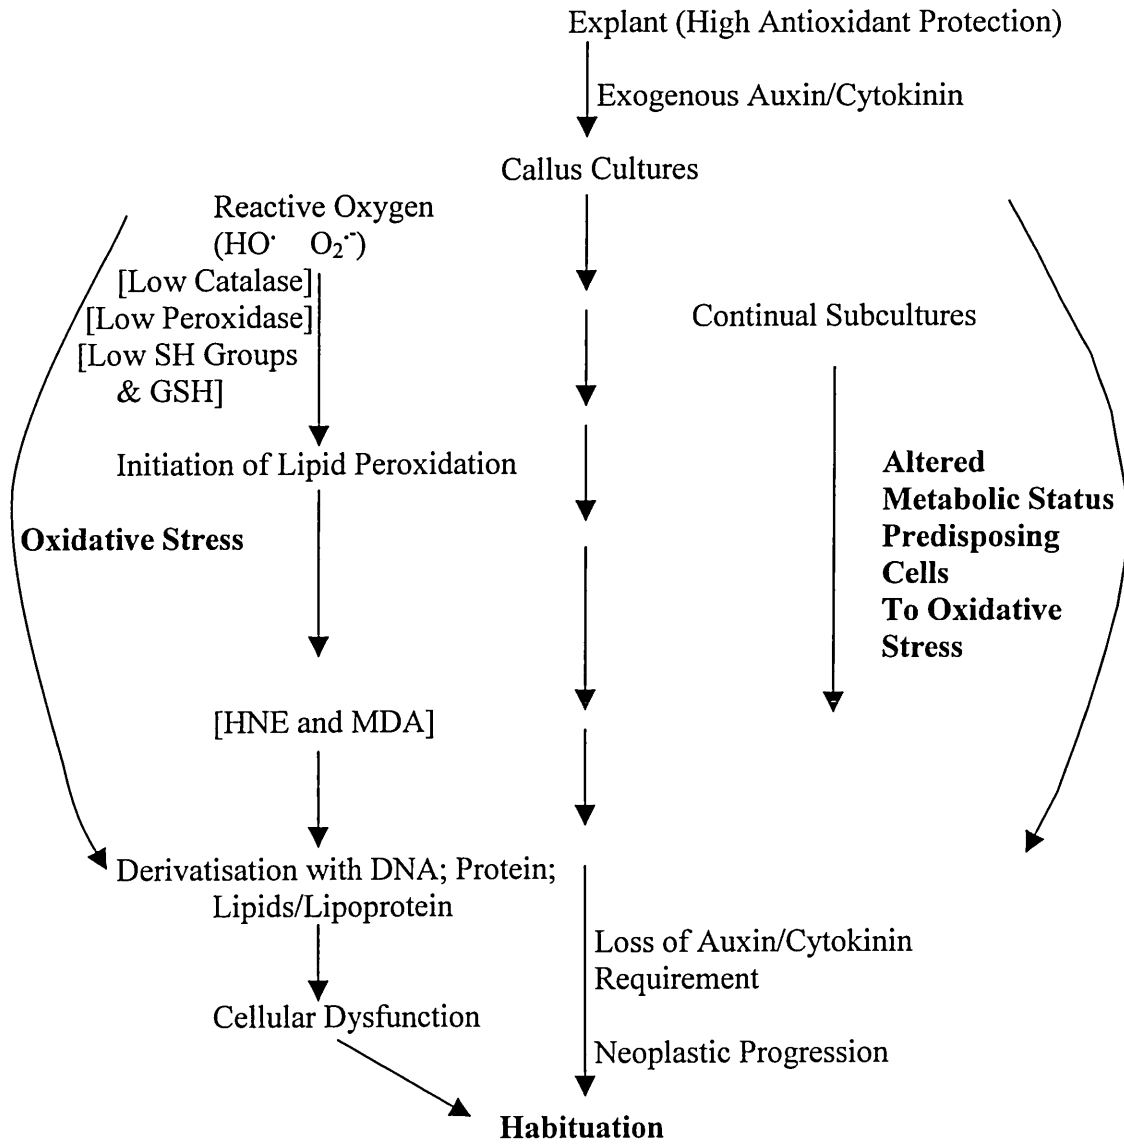 Explant (High Antioxidant Protection)
Exogenous Auxin/Cytokinin
Callus Cultures
Reactive Oxygen
(HO˙ O₂˙⁻)
[Low Catalase]
[Low Peroxidase]
[Low SH Groups
& GSH]
Initiation of Lipid Peroxidation
Oxidative Stress
[HNE and MDA]
Derivatisation with DNA; Protein;
Lipids/Lipoprotein
Cellular Dysfunction
Continual Subcultures
Altered
Metabolic Status
Predisposing
Cells
To Oxidative
Stress
Loss of Auxin/Cytokinin
Requirement
Neoplastic Progression
Habituation